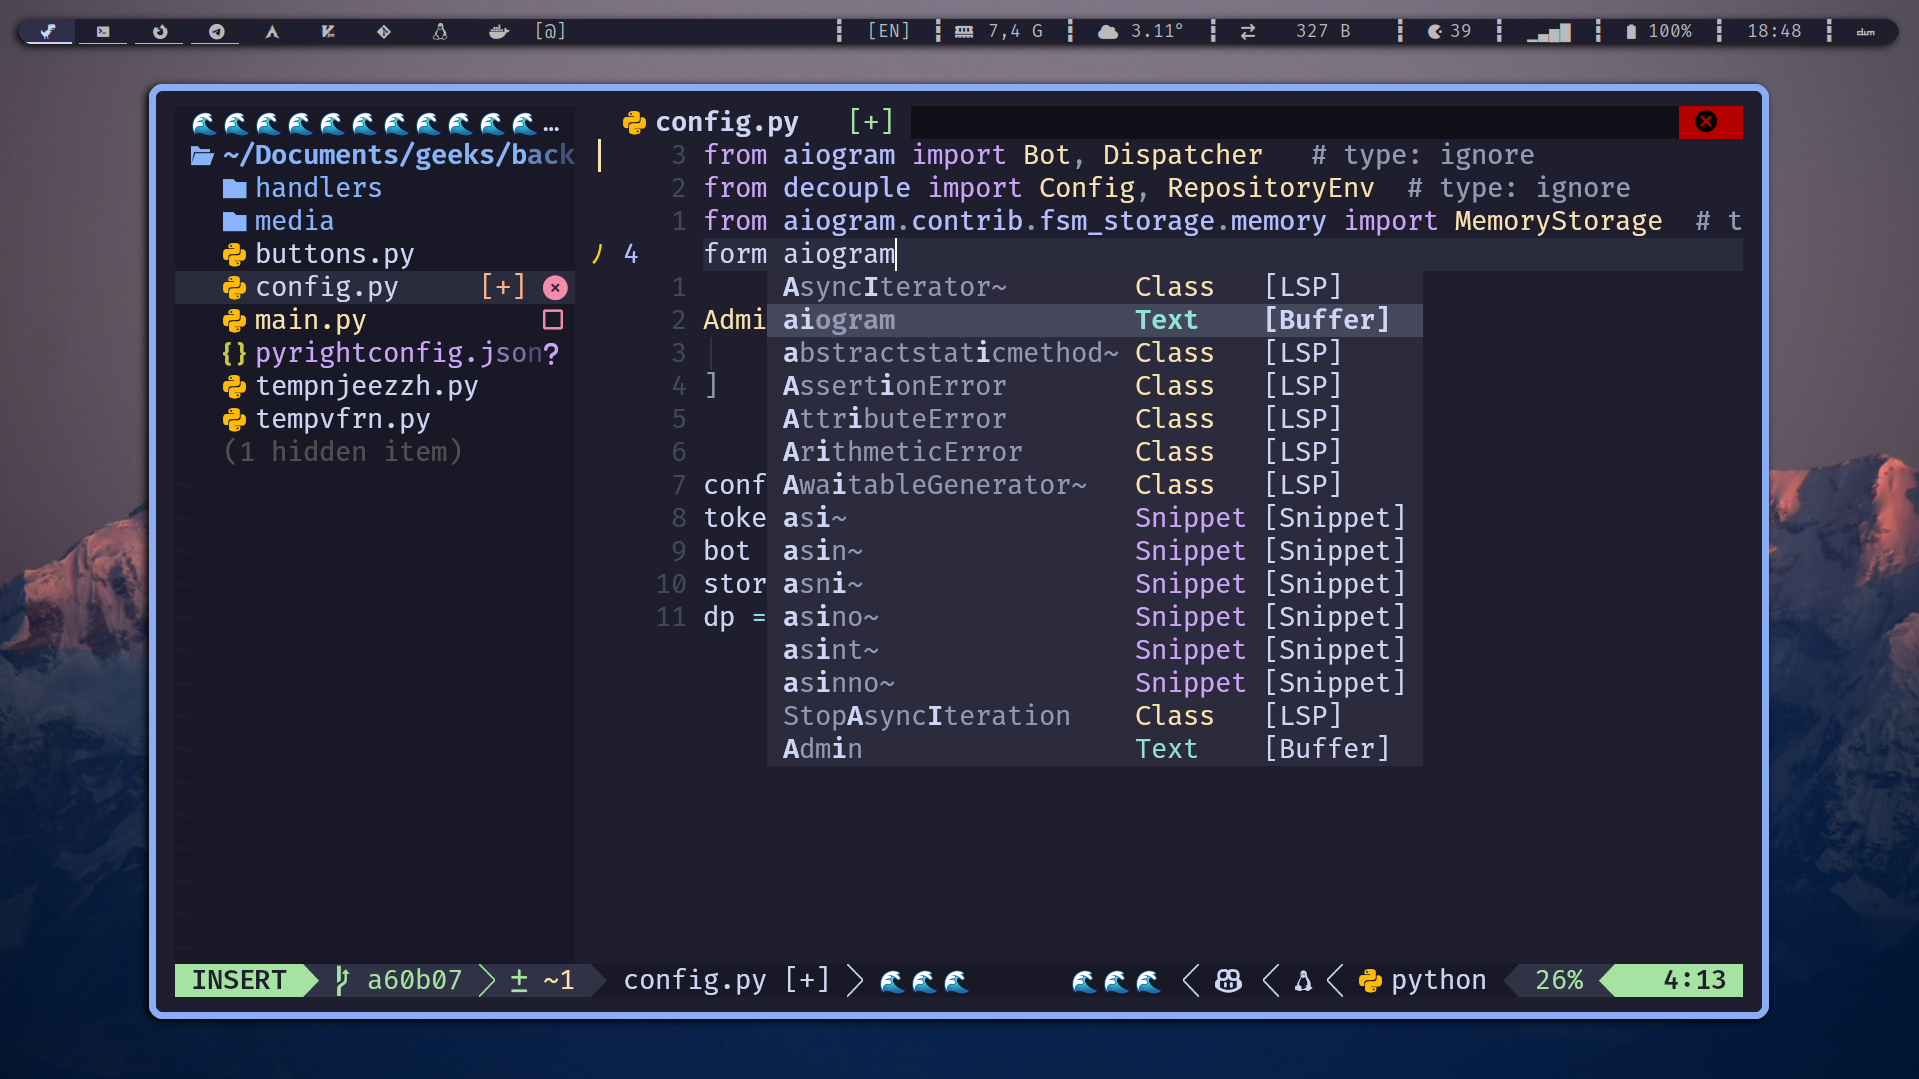 [@] [EN] 7,4 G 3.11° 327 B 39 100% 18:48 dwm
…
~/Documents/geeks/back
handlers
media
buttons.py
config.py [+]
main.py
{} pyrightconfig.json?
tempnjeezzh.py
tempvfrn.py
(1 hidden item)
config.py [+]
3 from aiogram import Bot, Dispatcher # type: ignore
2 from decouple import Config, RepositoryEnv # type: ignore
1 from aiogram.contrib.fsm_storage.memory import MemoryStorage # t
4 form aiogram
1 AsyncIterator~ Class [LSP]
2 Admi aiogram Text [Buffer]
3 abstractstaticmethod~ Class [LSP]
4 ] AssertionError Class [LSP]
5 AttributeError Class [LSP]
6 ArithmeticError Class [LSP]
7 conf AwaitableGenerator~ Class [LSP]
8 toke asi~ Snippet [Snippet]
9 bot asin~ Snippet [Snippet]
10 stor asni~ Snippet [Snippet]
11 dp = asino~ Snippet [Snippet]
asint~ Snippet [Snippet]
asinno~ Snippet [Snippet]
StopAsyncIteration Class [LSP]
Admin Text [Buffer]
INSERT a60b07 ± ~1 config.py [+] python 26% 4:13